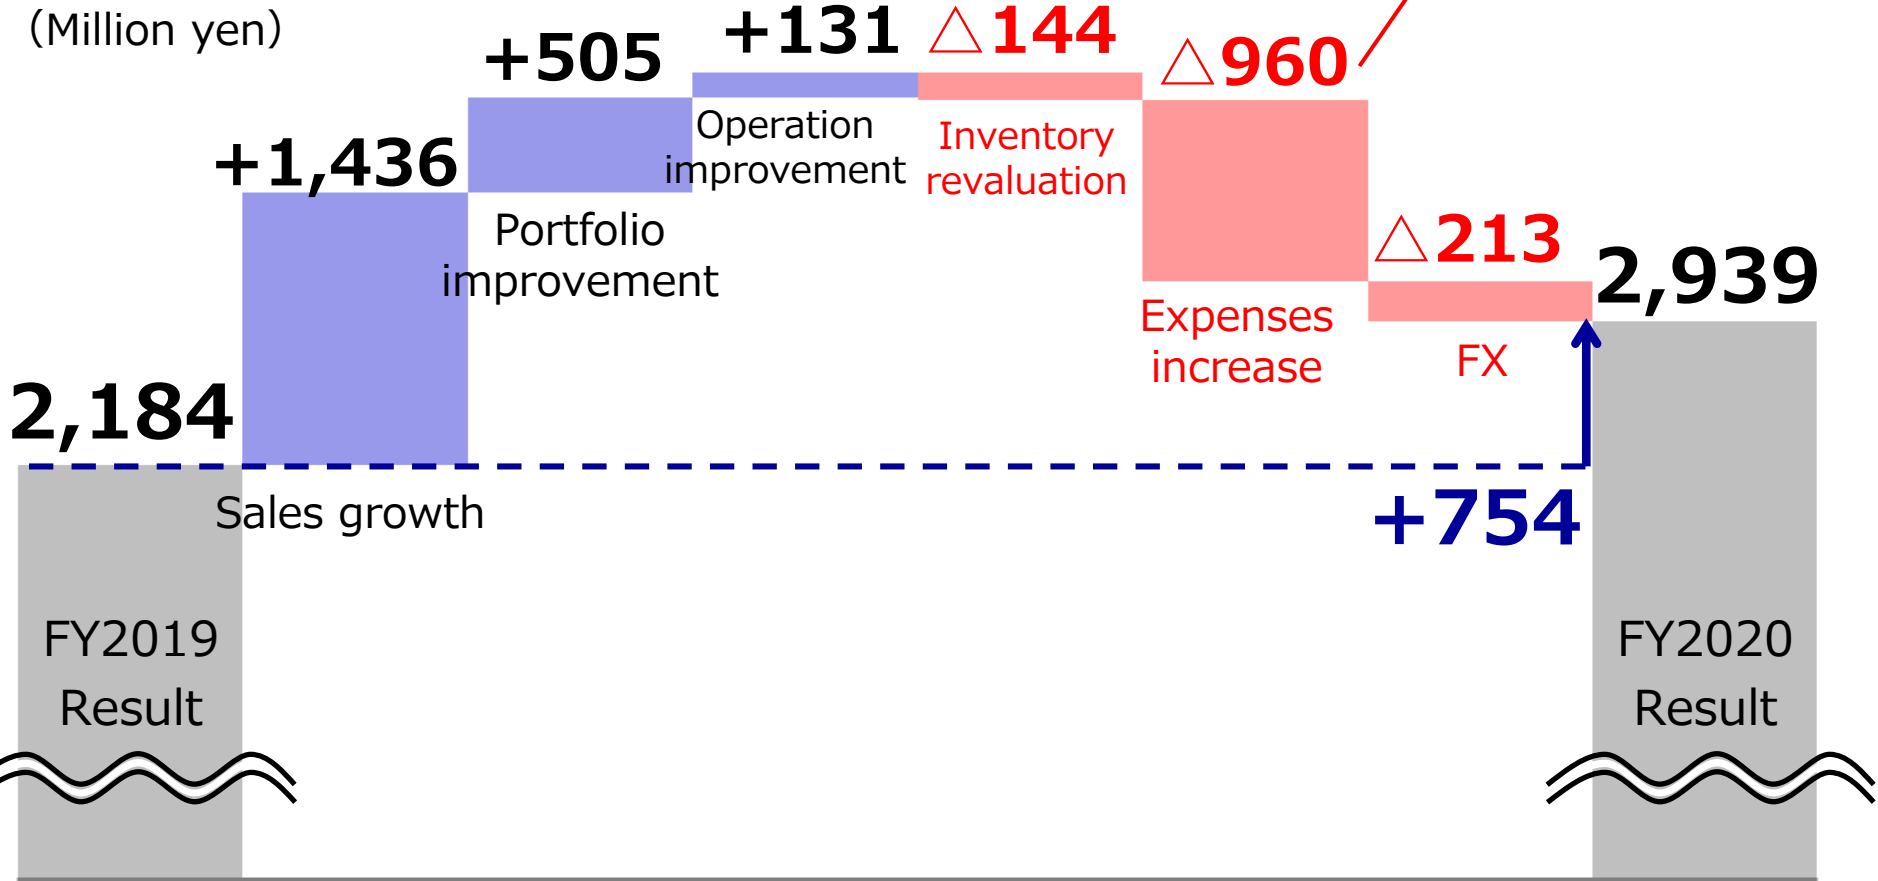 (Million yen)
+1,436
+505
+131
△144
△960
Operation
improvement
Inventory
revaluation
Portfolio
improvement
△213
2,939
Expenses
increase
FX
2,184
Sales growth
+754
FY2019
Result
FY2020
Result